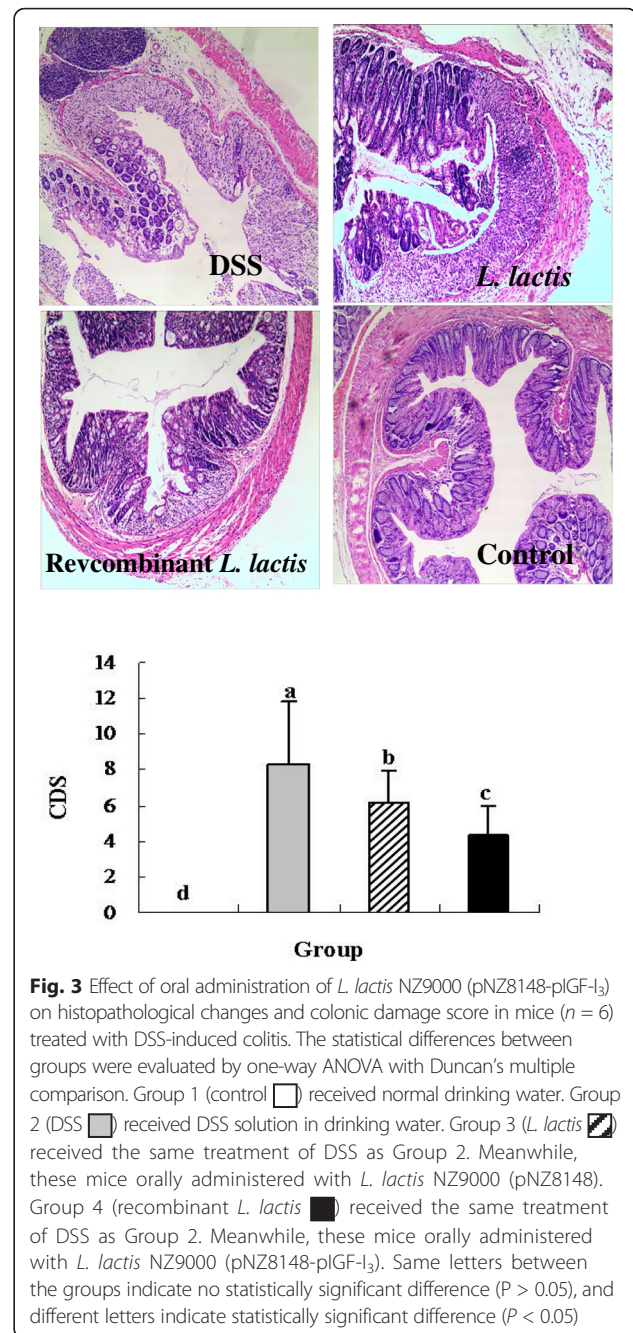 DSS
L. lactis
Revcombinant L. lactis
Control
14
12
10
8
6
4
2
0
CDS
d
a
b
c
Group
Fig. 3 Effect of oral administration of L. lactis NZ9000 (pNZ8148-pIGF-I₃)
on histopathological changes and colonic damage score in mice (n = 6)
treated with DSS-induced colitis. The statistical differences between
groups were evaluated by one-way ANOVA with Duncan's multiple
comparison. Group 1 (control ) received normal drinking water. Group
2 (DSS ) received DSS solution in drinking water. Group 3 (L. lactis )
received the same treatment of DSS as Group 2. Meanwhile,
these mice orally administered with L. lactis NZ9000 (pNZ8148).
Group 4 (recombinant L. lactis ) received the same treatment
of DSS as Group 2. Meanwhile, these mice orally administered
with L. lactis NZ9000 (pNZ8148-pIGF-I₃). Same letters between
the groups indicate no statistically significant difference (P > 0.05), and
different letters indicate statistically significant difference (P < 0.05)